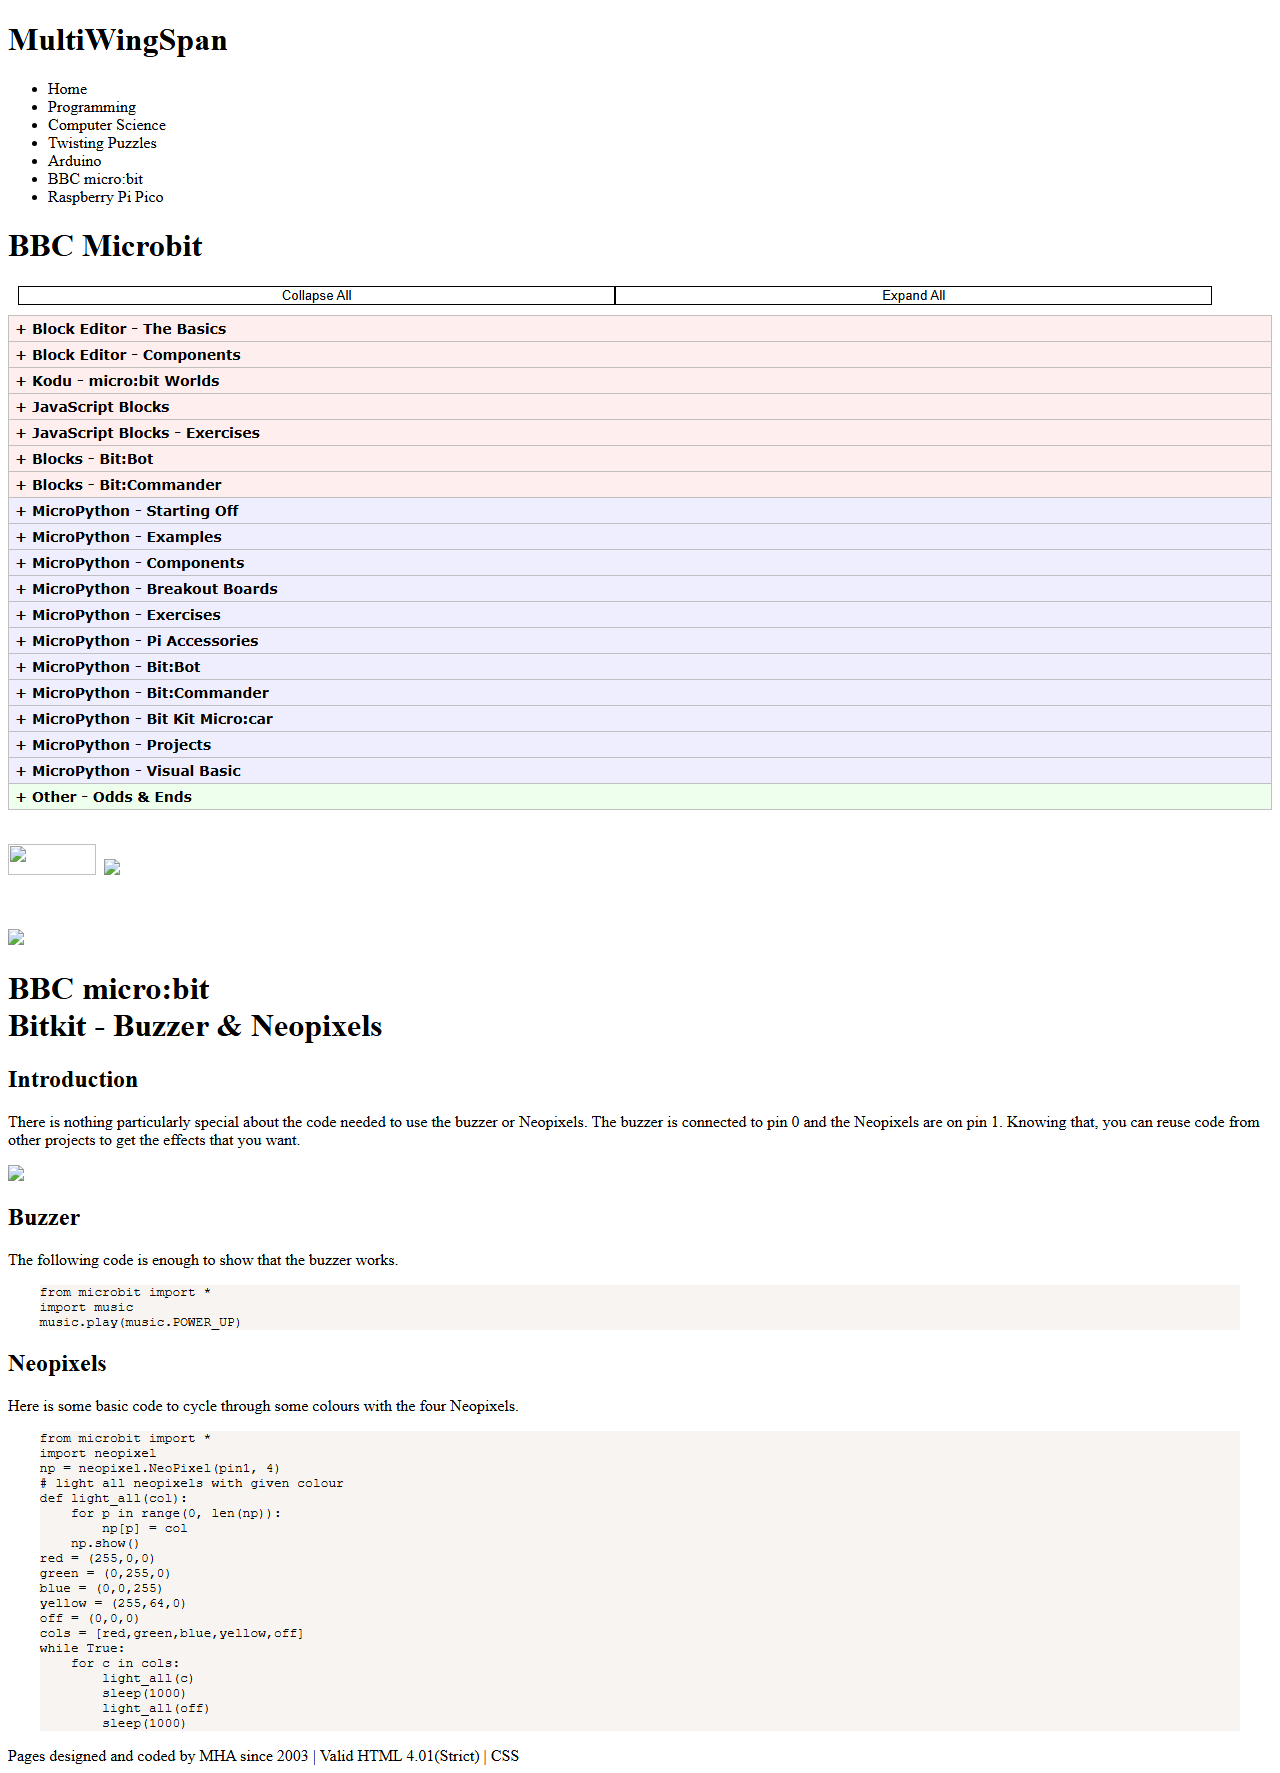 MultiWingSpan
Home
Programming
Computer Science
Twisting Puzzles
Arduino
BBC micro:bit
Raspberry Pi Pico
BBC Microbit
Collapse All Expand All
+ Block Editor - The Basics
+ Block Editor - Components
+ Kodu - micro:bit Worlds
+ JavaScript Blocks
+ JavaScript Blocks - Exercises
+ Blocks - Bit:Bot
+ Blocks - Bit:Commander
+ MicroPython - Starting Off
+ MicroPython - Examples
+ MicroPython - Components
+ MicroPython - Breakout Boards
+ MicroPython - Exercises
+ MicroPython - Pi Accessories
+ MicroPython - Bit:Bot
+ MicroPython - Bit:Commander
+ MicroPython - Bit Kit Micro:car
+ MicroPython - Projects
+ MicroPython - Visual Basic
+ Other - Odds & Ends
BBC micro:bit
Bitkit - Buzzer & Neopixels
Introduction
There is nothing particularly special about the code needed to use the buzzer or Neopixels. The buzzer is connected to pin 0 and the Neopixels are on pin 1. Knowing that, you can reuse code from
other projects to get the effects that you want.
Buzzer
The following code is enough to show that the buzzer works.
from microbit import *
import music
music.play(music.POWER_UP)
Neopixels
Here is some basic code to cycle through some colours with the four Neopixels.
from microbit import *
import neopixel
np = neopixel.NeoPixel(pin1, 4)
# light all neopixels with given colour
def light_all(col):
    for p in range(0, len(np)):
        np[p] = col
    np.show()
red = (255,0,0)
green = (0,255,0)
blue = (0,0,255)
yellow = (255,64,0)
off = (0,0,0)
cols = [red,green,blue,yellow,off]
while True:
    for c in cols:
        light_all(c)
        sleep(1000)
        light_all(off)
        sleep(1000)
Pages designed and coded by MHA since 2003 | Valid HTML 4.01(Strict) | CSS